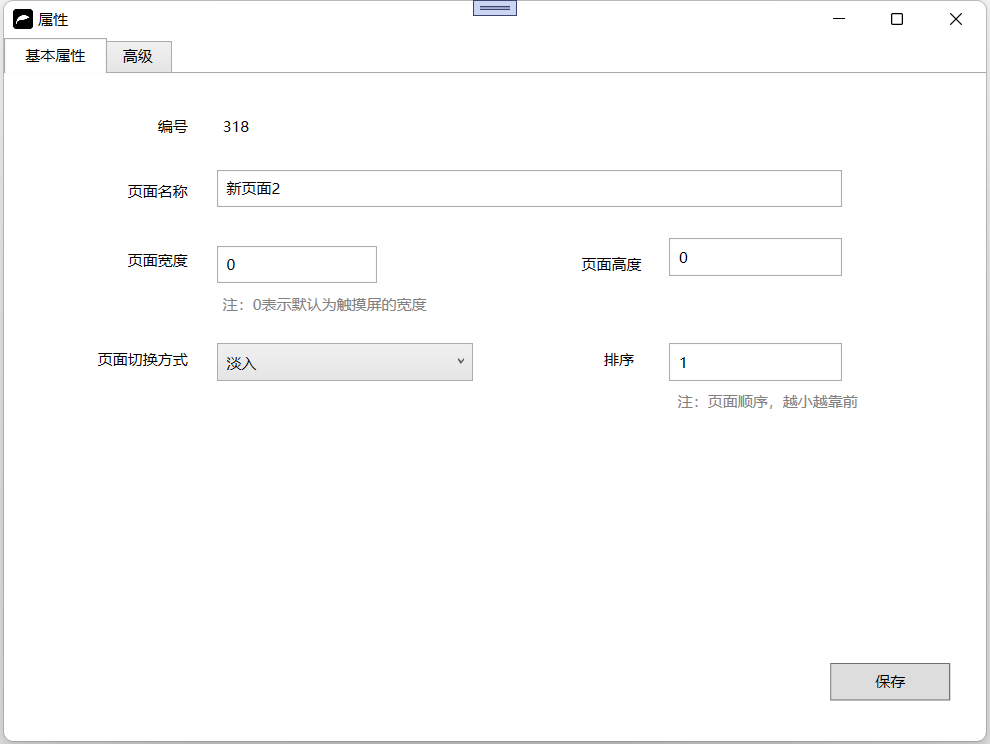 属性
基本属性 高级
编号 318
页面名称 新页面2
页面宽度 0 页面高度 0
注：0表示默认为触摸屏的宽度
页面切换方式 淡入 排序 1
注：页面顺序，越小越靠前
保存